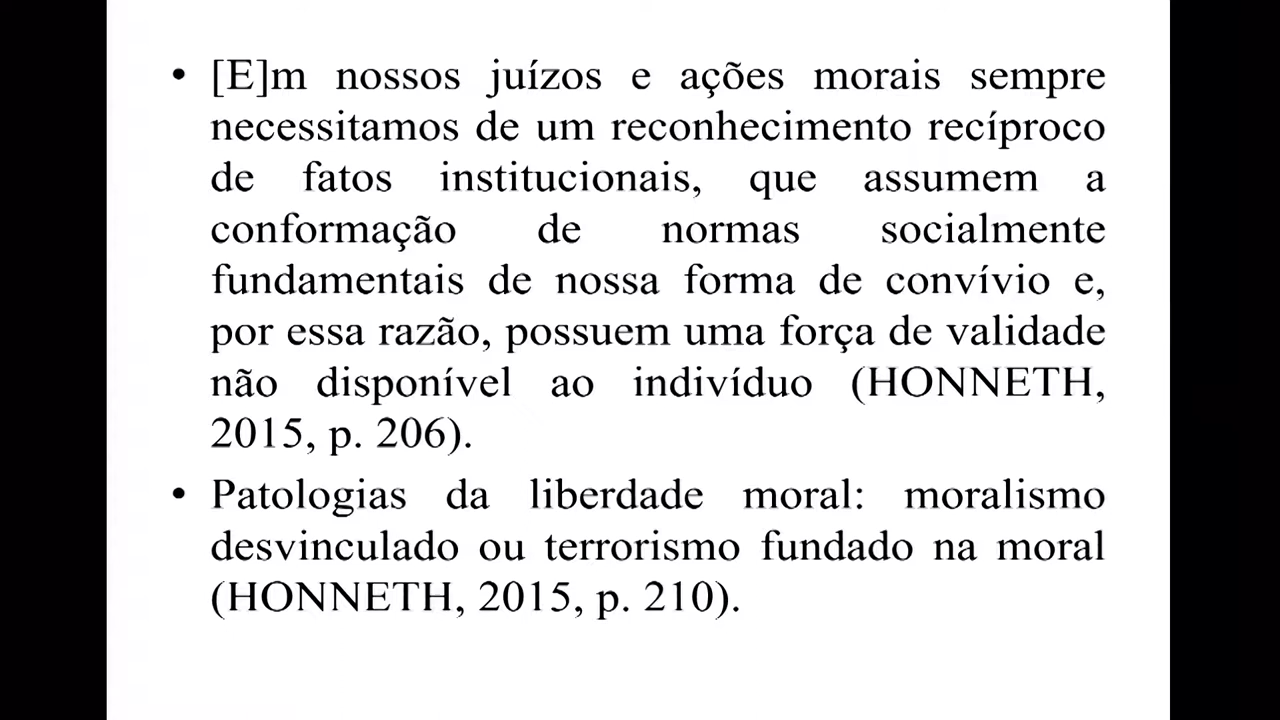 • [E]m nossos juízos e ações morais sempre
necessitamos de um reconhecimento recíproco
de fatos institucionais, que assumem a
conformação de normas socialmente
fundamentais de nossa forma de convívio e,
por essa razão, possuem uma força de validade
não disponível ao indivíduo (HONNETH,
2015, p. 206).
• Patologias da liberdade moral: moralismo
desvinculado ou terrorismo fundado na moral
(HONNETH, 2015, p. 210).